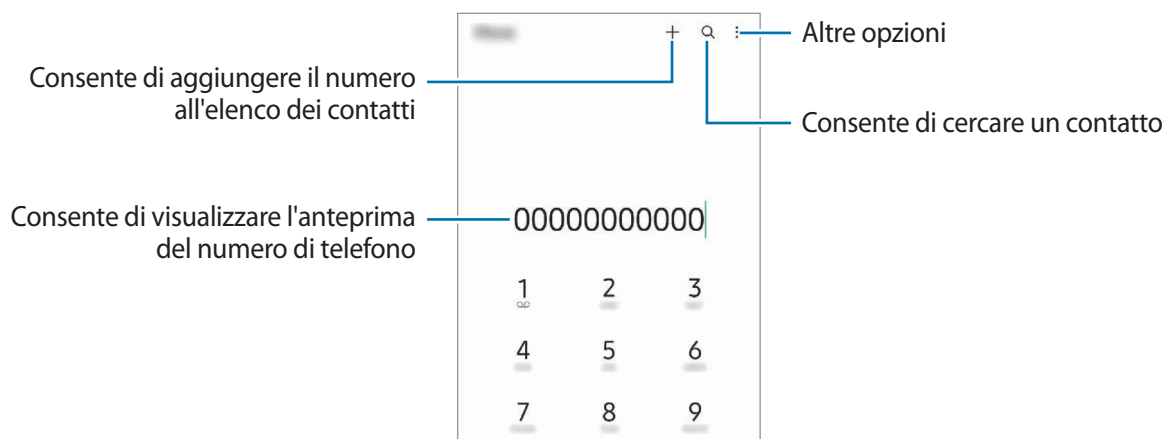 Altre opzioni
Consente di aggiungere il numero
all'elenco dei contatti
Consente di cercare un contatto
Consente di visualizzare l'anteprima
del numero di telefono
00000000000
1 2 3
4 5 6
7 8 9